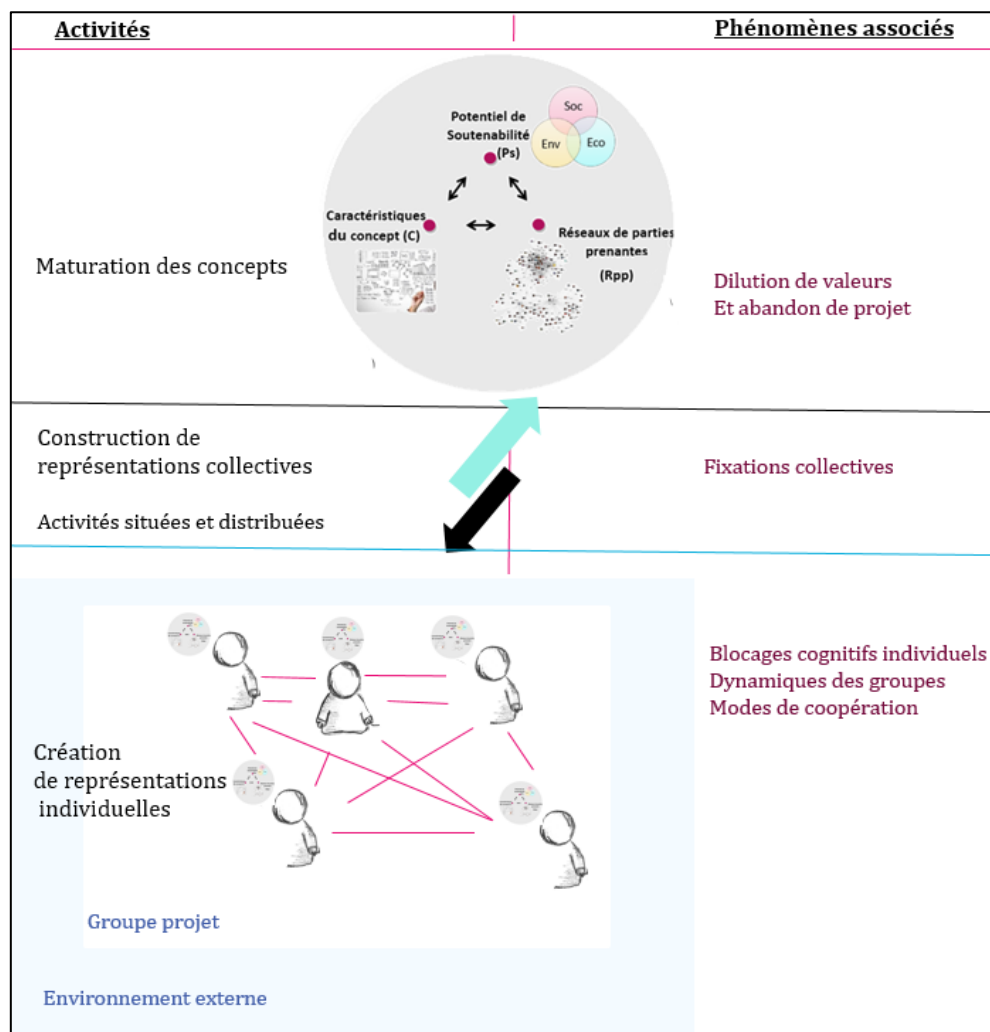 Activités
Phénomènes associés
Potentiel de
Soutenabilité
(Ps)
Soc
Env
Eco
Caractéristiques
du concept (C)
Réseaux de parties
prenantes
(Rpp)
Maturation des concepts
Dilution de valeurs
Et abandon de projet
Construction de
représentations collectives
Activités situées et distribuées
Fixations collectives
Blocages cognitifs individuels
Dynamiques des groupes
Modes de coopération
Création
de représentations
individuelles
Groupe projet
Environnement externe